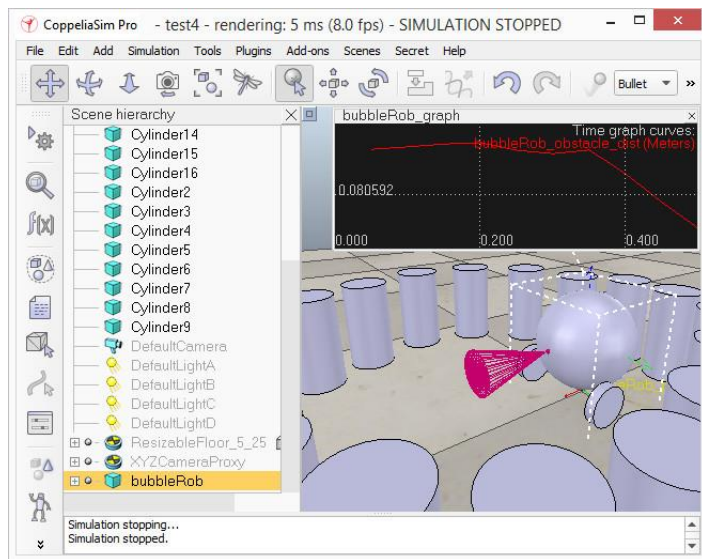 CoppeliaSim Pro - test4 - rendering: 5 ms (8.0 fps) - SIMULATION STOPPED
File Edit Add Simulation Tools Plugins Add-ons Scenes Secret Help
Bullet
Scene hierarchy
Cylinder14
Cylinder15
Cylinder16
Cylinder2
Cylinder3
Cylinder4
Cylinder5
Cylinder6
Cylinder7
Cylinder8
Cylinder9
DefaultCamera
DefaultLightA
DefaultLightB
DefaultLightC
DefaultLightD
ResizableFloor_5_25
XYZCameraProxy
bubbleRob
f(x)
bubbleRob_graph
Time graph curves:
bubbleRob_obstacle_dist (Meters)
0.080592
0.000 0.200 0.400
Simulation stopping...
Simulation stopped.